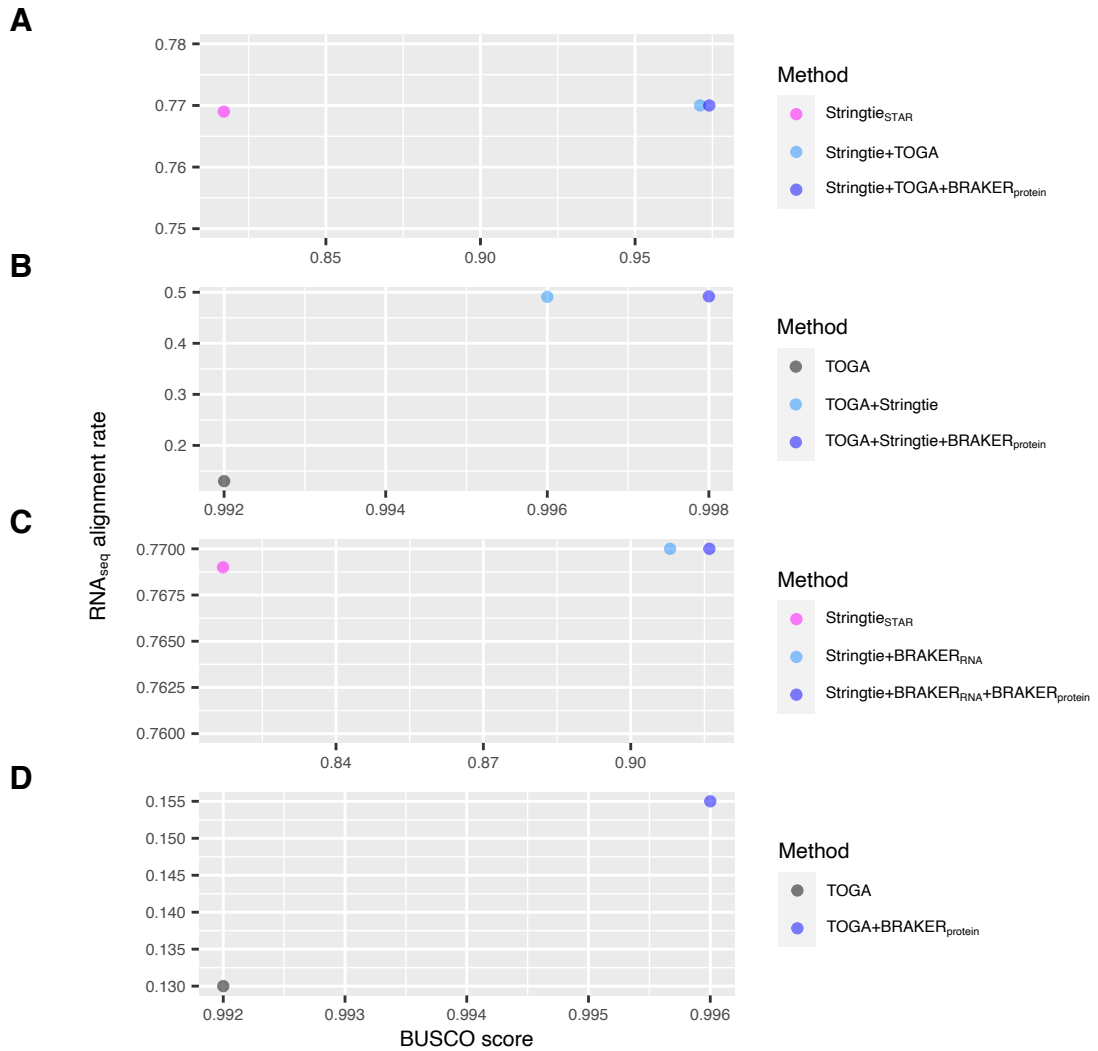 A
0.78
0.77
0.76
0.75
0.85 0.90 0.95
Method
StringtieSTAR
Stringtie+TOGA
Stringtie+TOGA+BRAKERprotein
B
0.5
0.4
0.3
0.2
0.992 0.994 0.996 0.998
Method
TOGA
TOGA+Stringtie
TOGA+Stringtie+BRAKERprotein
RNAseq alignment rate
C
0.7700
0.7675
0.7650
0.7625
0.7600
0.84 0.87 0.90
Method
StringtieSTAR
Stringtie+BRAKERRNA
Stringtie+BRAKERRNA+BRAKERprotein
D
0.155
0.150
0.145
0.140
0.135
0.130
0.992 0.993 0.994 0.995 0.996
BUSCO score
Method
TOGA
TOGA+BRAKERprotein